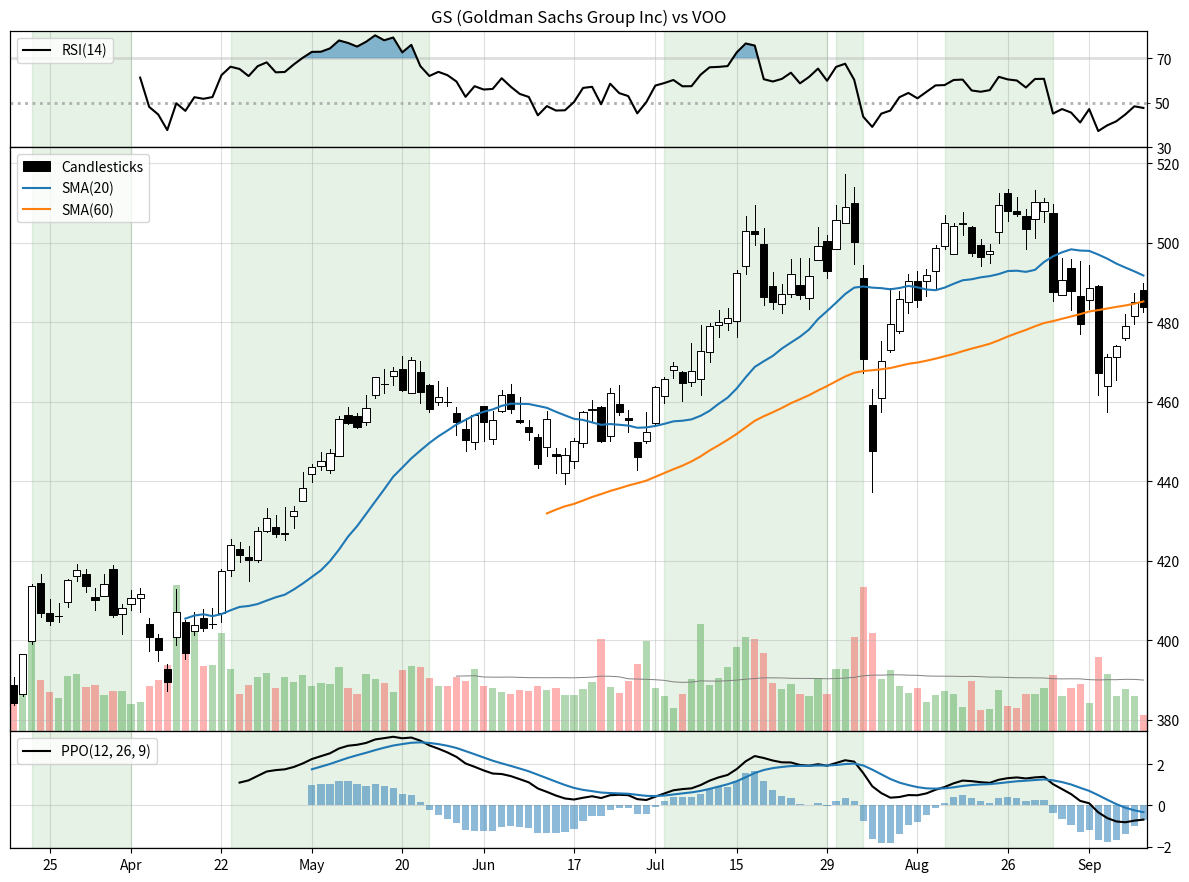 GS (Goldman Sachs Group Inc) vs VOO
RSI(14)
70
50
30
Candlesticks
SMA(20)
SMA(60)
520
500
480
460
440
420
400
380
PPO(12, 26, 9)
2
0
−2
25 Apr 22 May 20 Jun 17 Jul 15 29 Aug 26 Sep